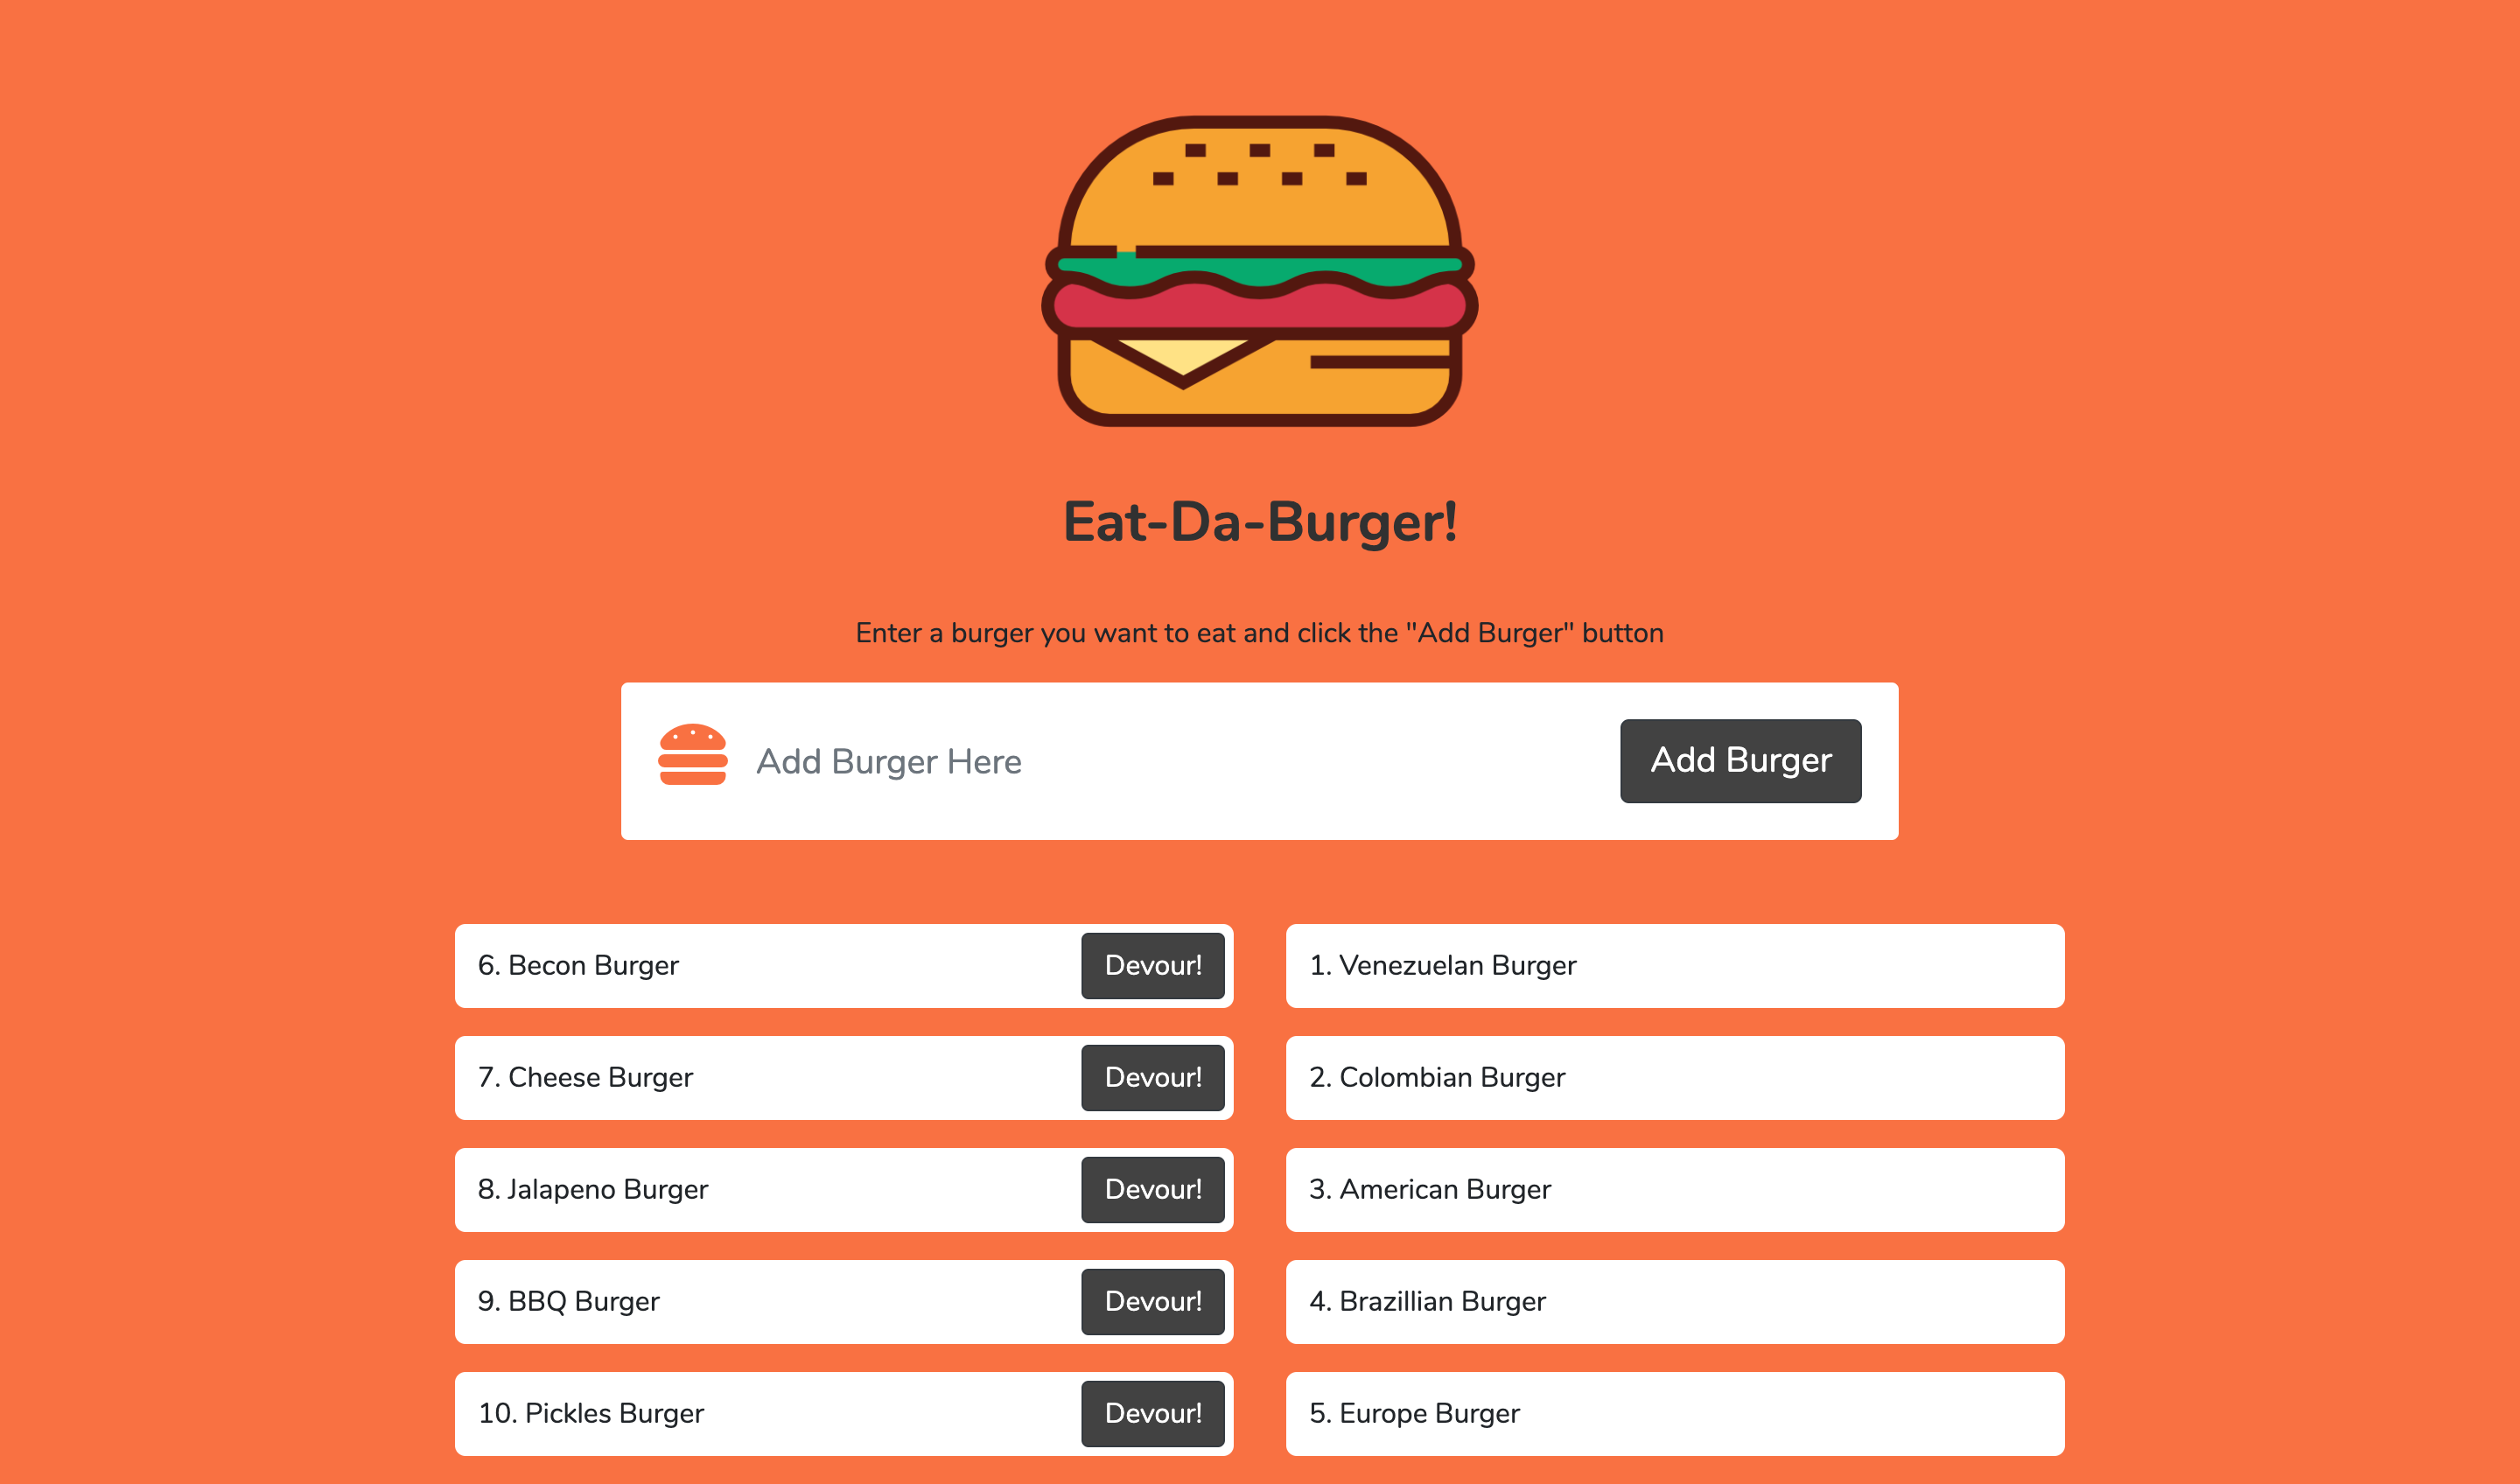 Eat-Da-Burger!
Enter a burger you want to eat and click the "Add Burger" button
Add Burger Here
Add Burger
6. Becon Burger
Devour!
7. Cheese Burger
Devour!
8. Jalapeno Burger
Devour!
9. BBQ Burger
Devour!
10. Pickles Burger
Devour!
1. Venezuelan Burger
2. Colombian Burger
3. American Burger
4. Brazillian Burger
5. Europe Burger